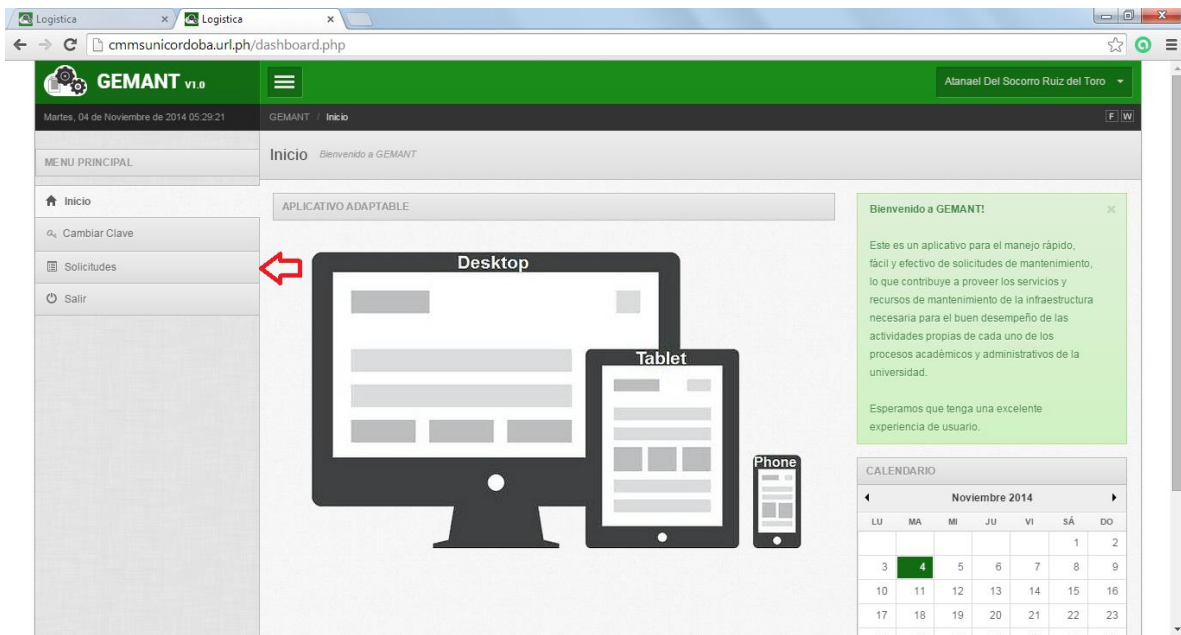 Logistica
Logistica
cmmsunicordoba.url.ph/dashboard.php
GEMANT V1.0
Atanael Del Socorro Ruiz del Toro
Martes, 04 de Noviembre de 2014 05:29:21
GEMANT / Inicio
F W
MENU PRINCIPAL
Inicio Bienvenido a GEMANT
Inicio
Cambiar Clave
Solicitudes
Salir
APLICATIVO ADAPTABLE
Desktop
Tablet
Phone
Bienvenido a GEMANT!
Este es un aplicativo para el manejo rápido,
fácil y efectivo de solicitudes de mantenimiento,
lo que contribuye a proveer los servicios y
recursos de mantenimiento de la infraestructura
necesaria para el buen desempeño de las
actividades propias de cada uno de los
procesos académicos y administrativos de la
universidad.
Esperamos que tenga una excelente
experiencia de usuario.
CALENDARIO
Noviembre 2014
LU MA MI JU VI SÁ DO
1 2
3 4 5 6 7 8 9
10 11 12 13 14 15 16
17 18 19 20 21 22 23